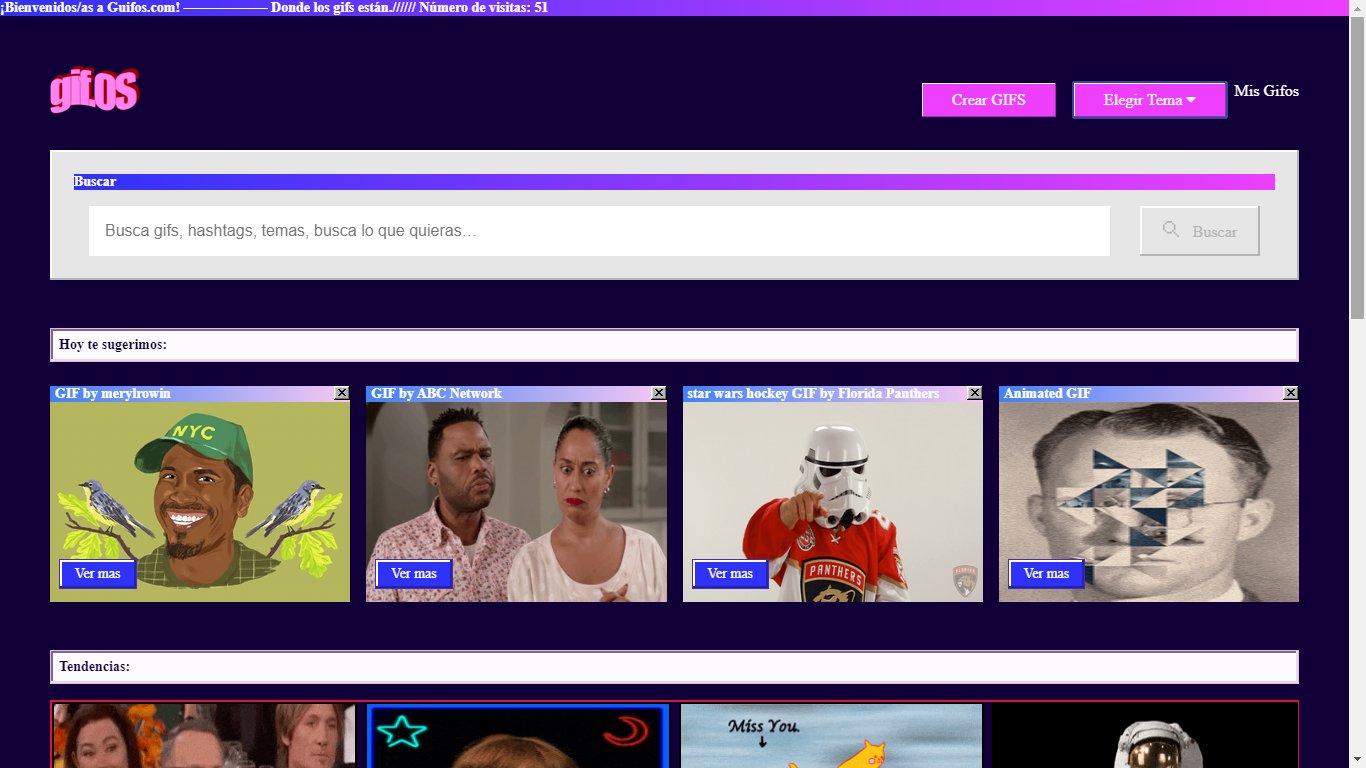 ¡Bienvenidos/as a Guifos.com! —————— Donde los gifs están.////// Número de visitas: 51
gif.OS
Crear GIFS
Elegir Tema
Mis Gifos
Buscar
Busca gifs, hashtags, temas, busca lo que quieras…
Buscar
Hoy te sugerimos:
GIF by merylrowin
GIF by ABC Network
star wars hockey GIF by Florida Panthers
Animated GIF
NYC
PANTHERS
FLORIDA
Ver mas
Ver mas
Ver mas
Ver mas
Tendencias:
Miss You.